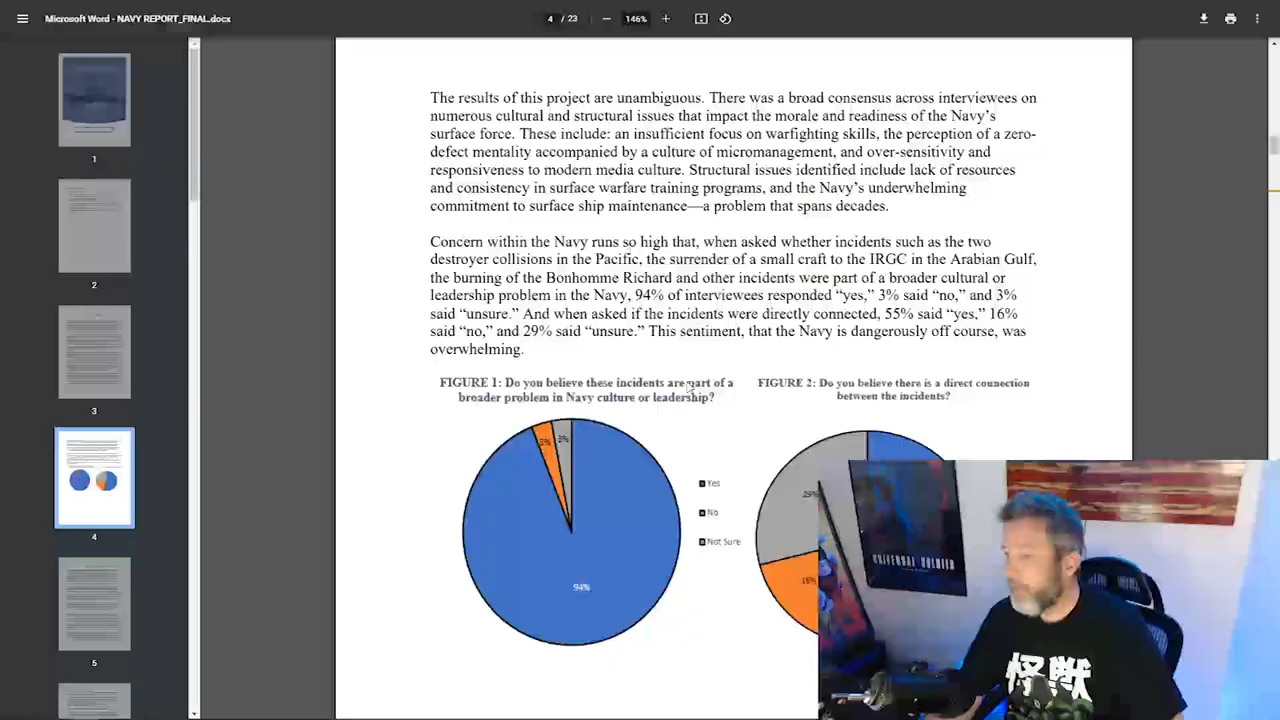 Microsoft Word - NAVY REPORT_FINAL.docx
4 / 23
146%
1
2
3
4
5
The results of this project are unambiguous. There was a broad consensus across interviewees on
numerous cultural and structural issues that impact the morale and readiness of the Navy's
surface force. These include: an insufficient focus on warfighting skills, the perception of a zero-
defect mentality accompanied by a culture of micromanagement, and over-sensitivity and
responsiveness to modern media culture. Structural issues identified include lack of resources
and consistency in surface warfare training programs, and the Navy's underwhelming
commitment to surface ship maintenance—a problem that spans decades.
Concern within the Navy runs so high that, when asked whether incidents such as the two
destroyer collisions in the Pacific, the surrender of a small craft to the IRGC in the Arabian Gulf,
the burning of the Bonhomme Richard and other incidents were part of a broader cultural or
leadership problem in the Navy, 94% of interviewees responded “yes,” 3% said “no,” and 3%
said “unsure.” And when asked if the incidents were directly connected, 55% said “yes,” 16%
said “no,” and 29% said “unsure.” This sentiment, that the Navy is dangerously off course, was
overwhelming.
FIGURE 1: Do you believe these incidents are part of a
broader problem in Navy culture or leadership?
3%
3%
94%
Yes
No
Not Sure
FIGURE 2: Do you believe there is a direct connection
between the incidents?
29%
16%
UNIVERSAL SOLDIER
怪獣